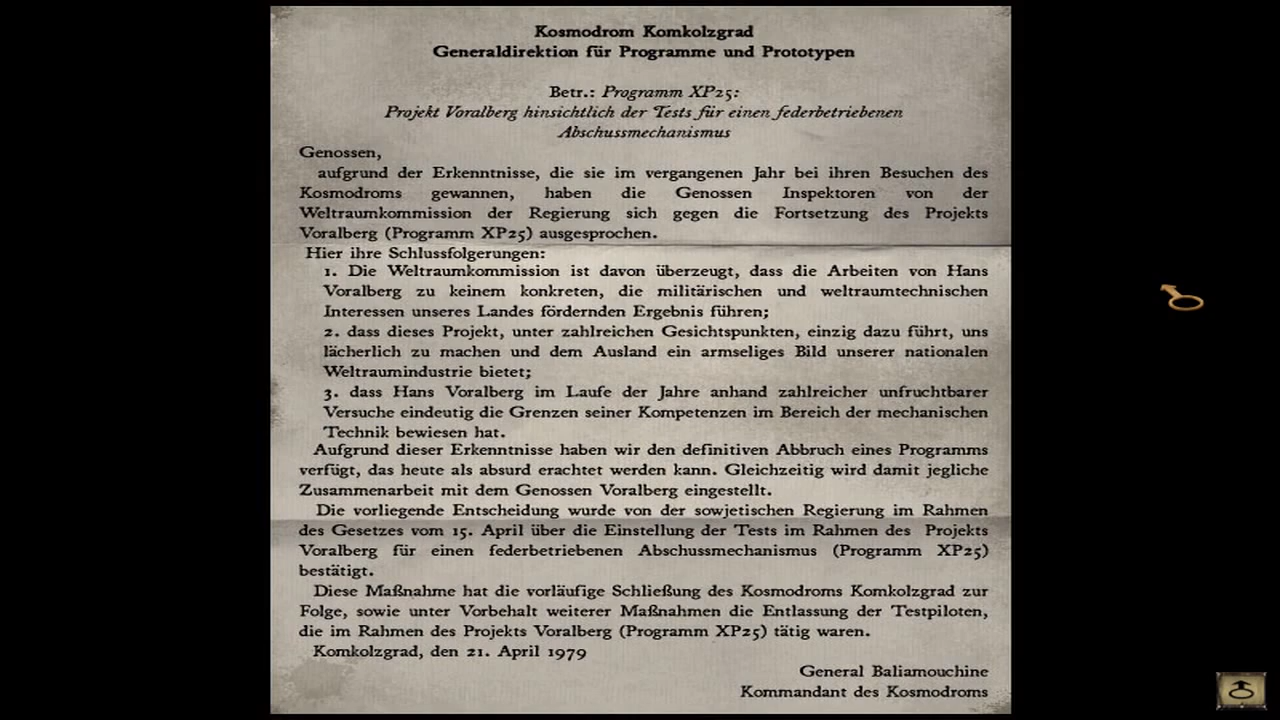 Kosmodrom Komkolzgrad
Generaldirektion für Programme und Prototypen
Betr.: Programm XP25:
Projekt Voralberg hinsichtlich der Tests für einen federbetriebenen
Abschussmechanismus
Genossen,
aufgrund der Erkenntnisse, die sie im vergangenen Jahr bei ihren Besuchen des
Kosmodroms gewannen, haben die Genossen Inspektoren von der
Weltraumkommission der Regierung sich gegen die Fortsetzung des Projekts
Voralberg (Programm XP25) ausgesprochen.
Hier ihre Schlussfolgerungen:
1. Die Weltraumkommission ist davon überzeugt, dass die Arbeiten von Hans
Voralberg zu keinem konkreten, die militärischen und weltraumtechnischen
Interessen unseres Landes fördernden Ergebnis führen;
2. dass dieses Projekt, unter zahlreichen Gesichtspunkten, einzig dazu führt, uns
lächerlich zu machen und dem Ausland ein armseliges Bild unserer nationalen
Weltraumindustrie bietet;
3. dass Hans Voralberg im Laufe der Jahre anhand zahlreicher unfruchtbarer
Versuche eindeutig die Grenzen seiner Kompetenzen im Bereich der mechanischen
Technik bewiesen hat.
Aufgrund dieser Erkenntnisse haben wir den definitiven Abbruch eines Programms
verfügt, das heute als absurd erachtet werden kann. Gleichzeitig wird damit jegliche
Zusammenarbeit mit dem Genossen Voralberg eingestellt.
Die vorliegende Entscheidung wurde von der sowjetischen Regierung im Rahmen
des Gesetzes vom 15. April über die Einstellung der Tests im Rahmen des Projekts
Voralberg für einen federbetriebenen Abschussmechanismus (Programm XP25)
bestätigt.
Diese Maßnahme hat die vorläufige Schließung des Kosmodroms Komkolzgrad zur
Folge, sowie unter Vorbehalt weiterer Maßnahmen die Entlassung der Testpiloten,
die im Rahmen des Projekts Voralberg (Programm XP25) tätig waren.
Komkolzgrad, den 21. April 1979
General Baliamouchine
Kommandant des Kosmodroms